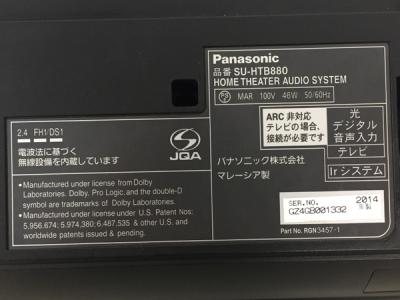 Panasonic
品番 SU-HTB880
HOME THEATER AUDIO SYSTEM
MAR 100V 46W 50/60Hz
2.4 FH1/DS1
電波法に基づく
無線設備を内蔵しています
JQA
ARC 非対応
テレビの場合、
接続が必要です
光
デジタル
音声入力
テレビ
Irシステム
パナソニック株式会社
マレーシア製
• Manufactured under license from Dolby
Laboratories. Dolby, Pro Logic, and the double-D
symbol are trademarks of Dolby Laboratories.
• Manufactured under license under U.S. Patent Nos:
5,956,674; 5,974,380; 6,487,535 & other U.S. and
worldwide patents issued & pending.
SER.NO.
GZ4GB001332
2014
年製
Part No. RGN3457-1